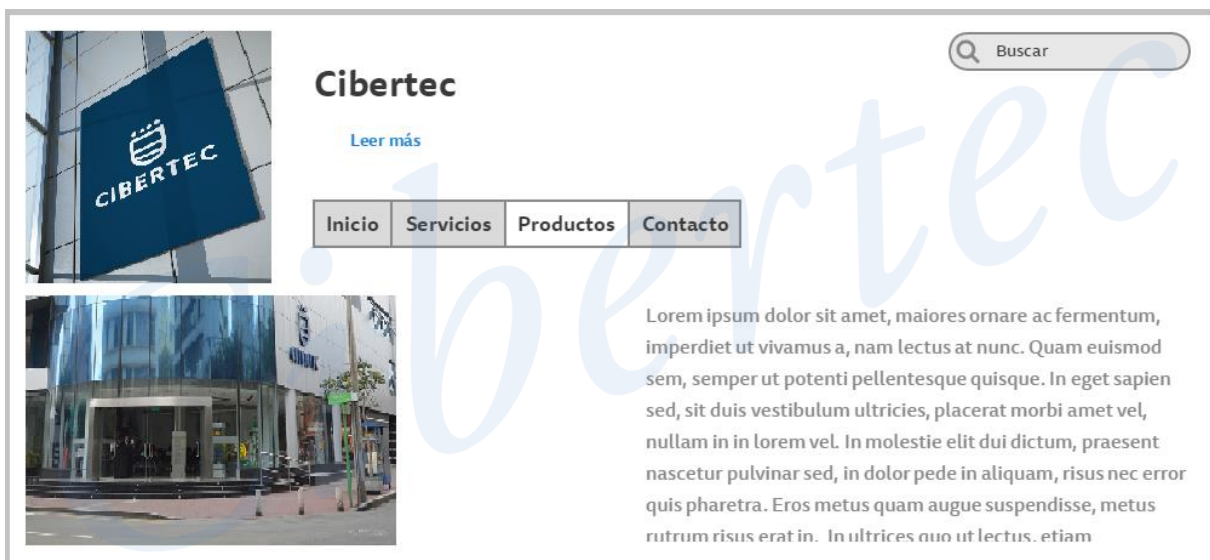 CIBERTEC
Buscar
Cibertec
Leer más
Inicio Servicios Productos Contacto
Lorem ipsum dolor sit amet, maiores ornare ac fermentum,
imperdiet ut vivamus a, nam lectus at nunc. Quam euismod
sem, semper ut potenti pellentesque quisque. In eget sapien
sed, sit duis vestibulum ultricies, placerat morbi amet vel,
nullam in in lorem vel. In molestie elit dui dictum, praesent
nascetur pulvinar sed, in dolor pede in aliquam, risus nec error
quis pharetra. Eros metus quam augue suspendisse, metus
rutrum risus erat in. In ultrices quo ut lectus, etiam
Cibertec